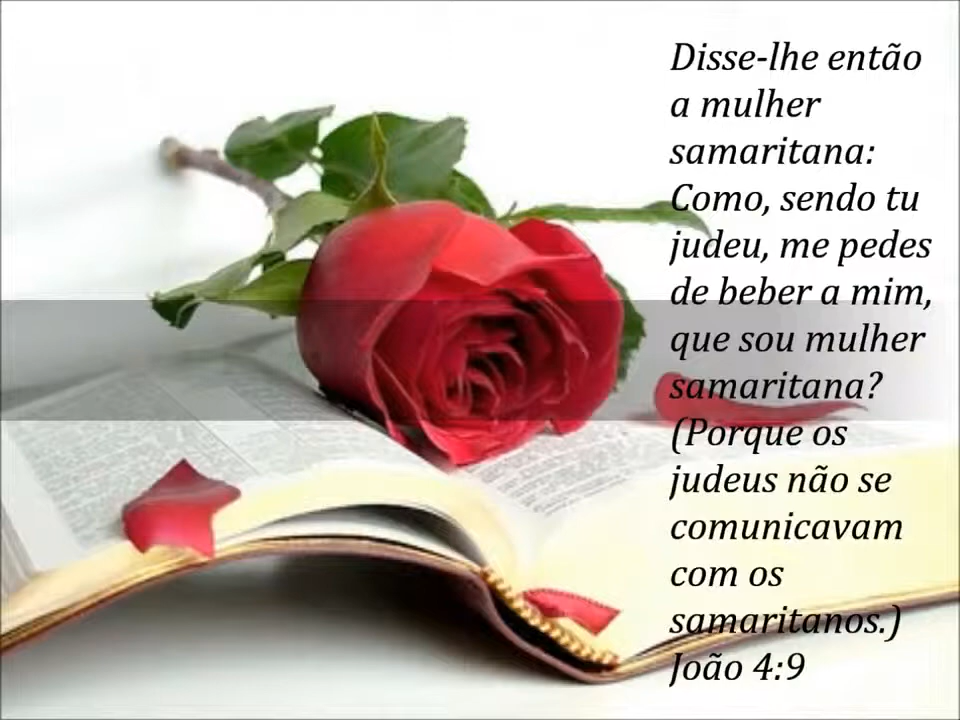 Disse-lhe então
a mulher
samaritana:
Como, sendo tu
judeu, me pedes
de beber a mim,
que sou mulher
samaritana?
(Porque os
judeus não se
comunicavam
com os
samaritanos.)
João 4:9